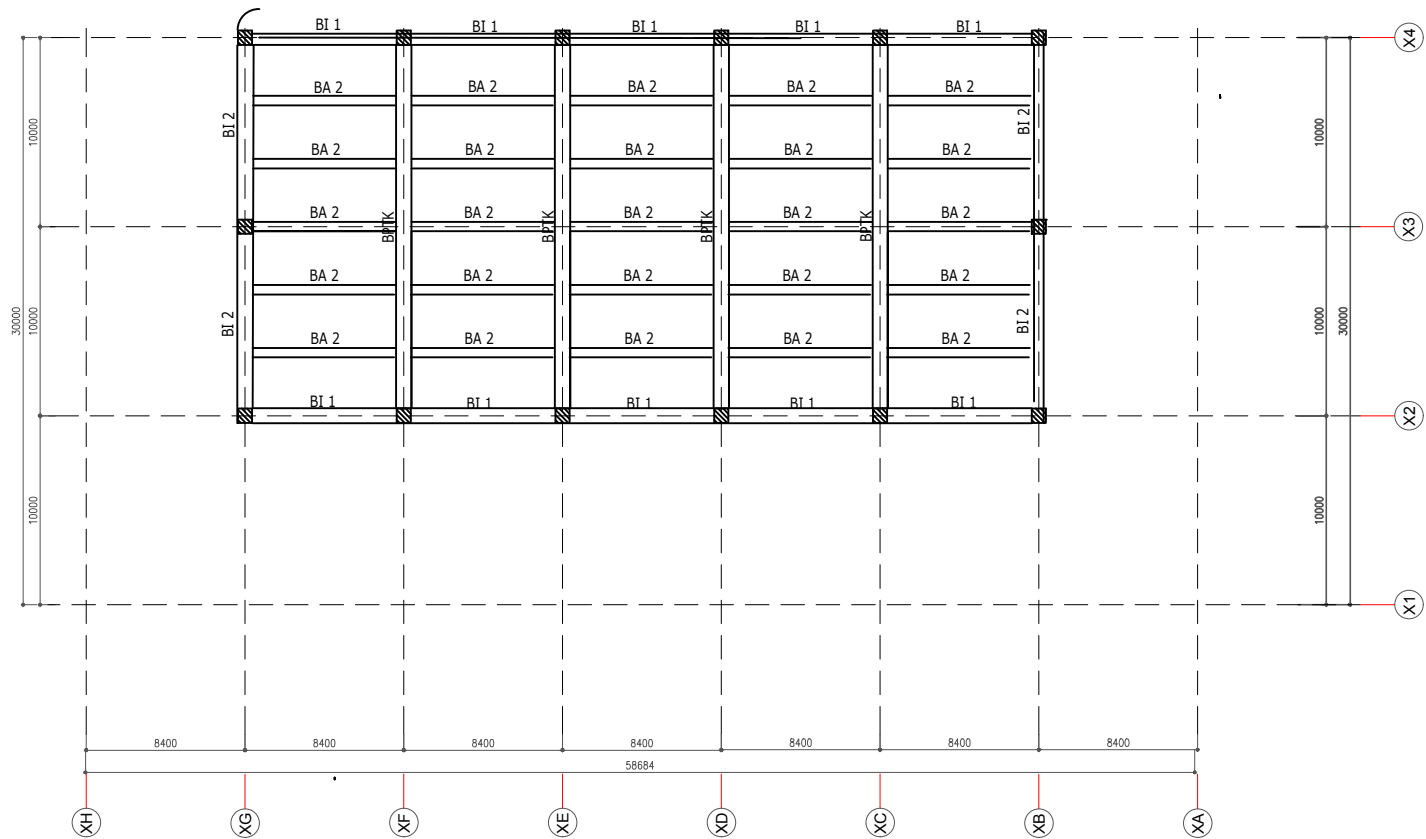 BI 1 BI 1 BI 1 BI 1 BI 1
X4
BA 2 BA 2 BA 2 BA 2 BA 2
BI 2 BI 2
10000 10000
BA 2 BA 2 BA 2 BA 2 BA 2
BA 2 BA 2 BA 2 BA 2 BA 2
BPTK BPTK BPTK BPTK
X3
BA 2 BA 2 BA 2 BA 2 BA 2
30000 10000 BI 2 BI 2 10000 30000
BA 2 BA 2 BA 2 BA 2 BA 2
BI 1 BI 1 BI 1 BI 1 BI 1
X2
10000 10000
X1
8400 8400 8400 8400 8400 8400 8400
58684
XH XG XF XE XD XC XB XA